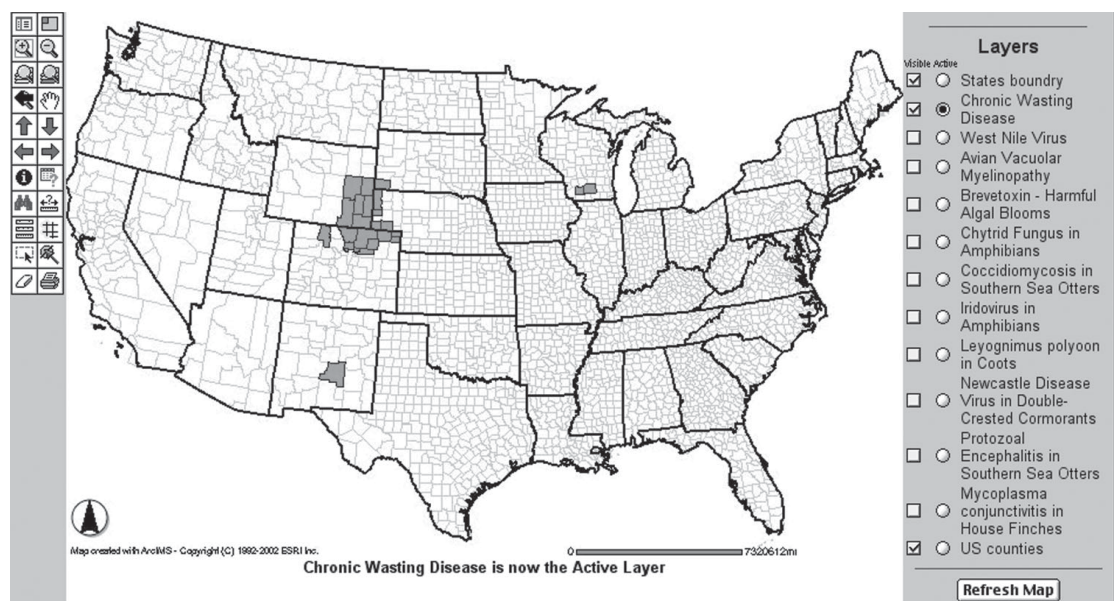 Layers
Visible Active
States boundry
Chronic Wasting
Disease
West Nile Virus
Avian Vacuolar
Myelinopathy
Brevetoxin - Harmful
Algal Blooms
Chytrid Fungus in
Amphibians
Coccidiomycosis in
Southern Sea Otters
Iridovirus in
Amphibians
Leyognimus polyoon
in Coots
Newcastle Disease
Virus in Double-
Crested Cormorants
Protozoal
Encephalitis in
Southern Sea Otters
Mycoplasma
conjunctivitis in
House Finches
US counties
Refresh Map
Map created with ArcIMS - Copyright (C) 1992-2002 ESRI Inc.
0 7320612mi
Chronic Wasting Disease is now the Active Layer